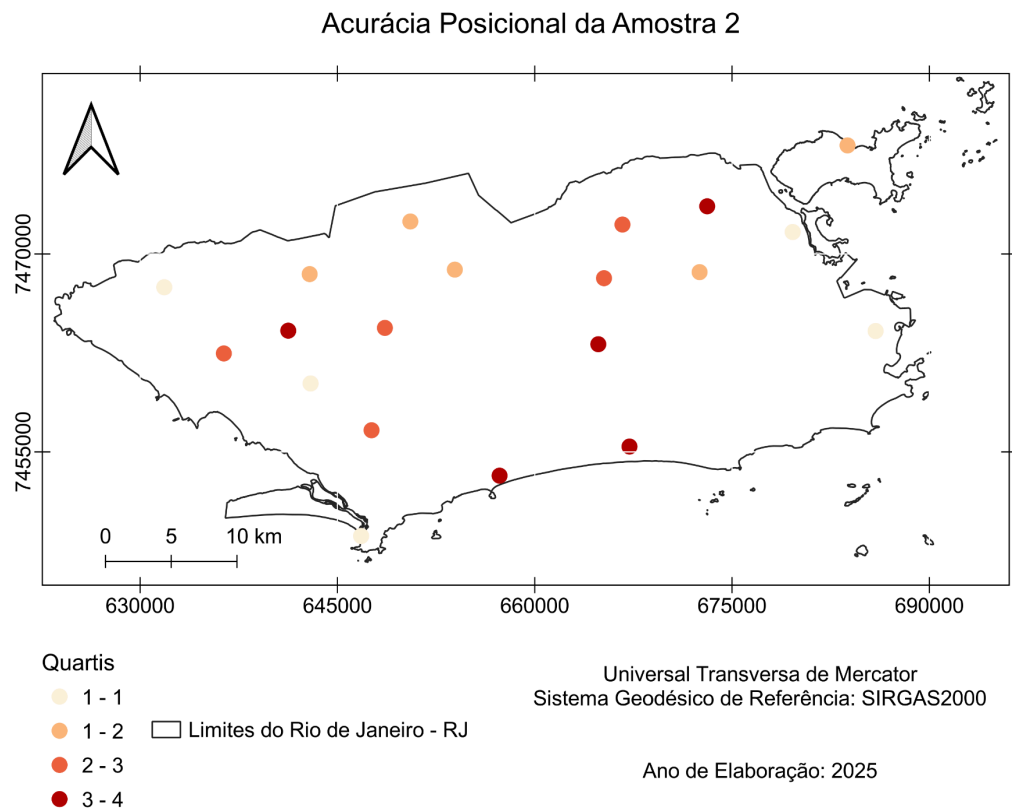 Acurácia Posicional da Amostra 2
7470000
7455000
0 5 10 km
630000 645000 660000 675000 690000
Quartis
1 - 1
1 - 2
2 - 3
3 - 4
Limites do Rio de Janeiro - RJ
Universal Transversa de Mercator
Sistema Geodésico de Referência: SIRGAS2000
Ano de Elaboração: 2025